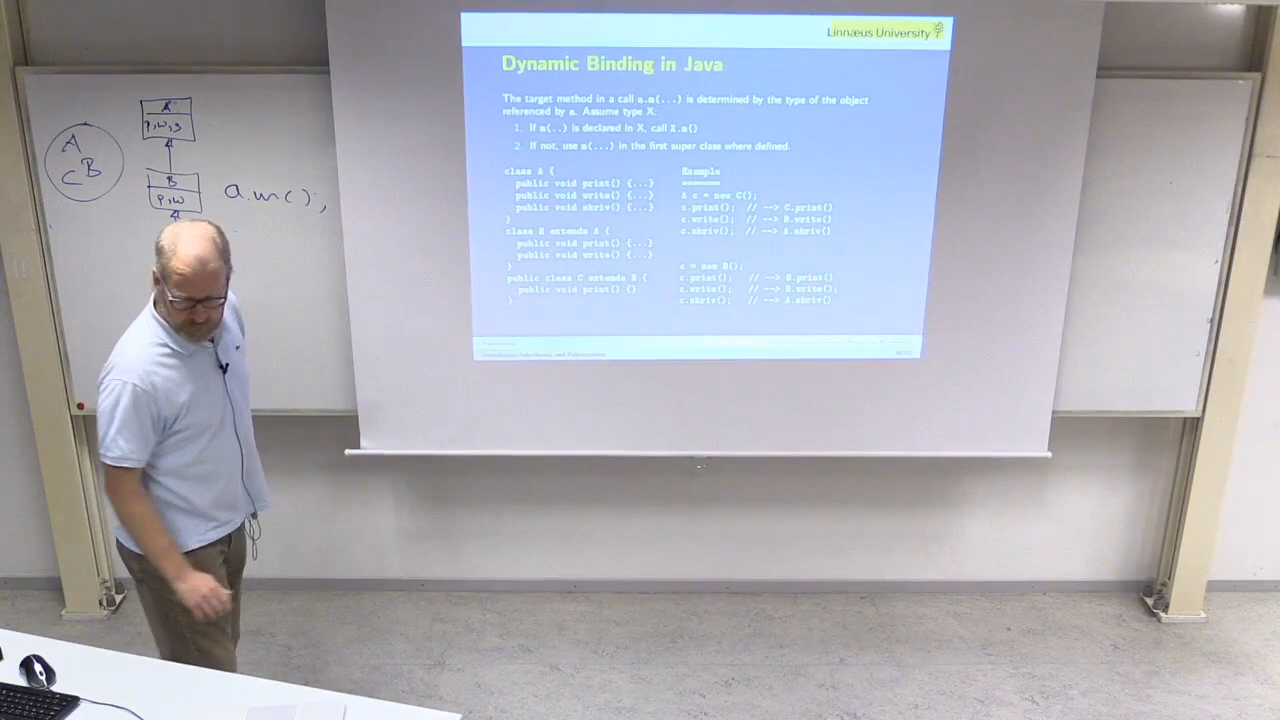 Linnæus University
Dynamic Binding in Java
The target method in a call a.m(...) is determined by the type of the object
referenced by a. Assume type X:
1. If m(..) is declared in X, call X.m()
2. If not, use m(...) in the first super class where defined.
class A {
public void print() {...}
public void write() {...}
public void skriv() {...}
}
class B extends A {
public void print() {...}
public void write() {...}
}
public class C extends B {
public void print() {}
}
Example
=======
A c = new C();
c.print(); // --> C.print()
c.write(); // --> B.write()
c.skriv(); // --> A.skriv()
c = new B();
c.print(); // --> B.print()
c.write(); // --> B.write();
c.skriv(); // --> A.skriv()
Introduction, Inheritance, and Polymorphism
A
B
C
A
p,w,s
B
p,w
a.m();